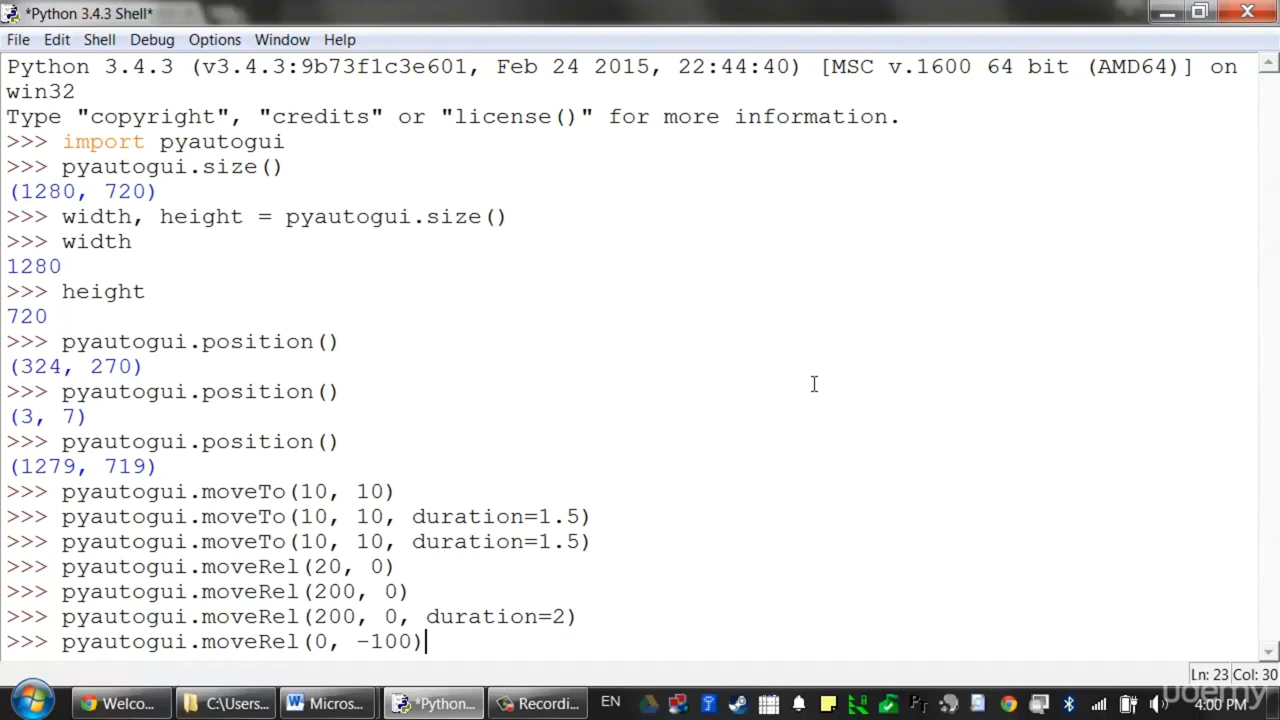 *Python 3.4.3 Shell*
File Edit Shell Debug Options Window Help
Python 3.4.3 (v3.4.3:9b73f1c3e601, Feb 24 2015, 22:44:40) [MSC v.1600 64 bit (AMD64)] on
win32
Type "copyright", "credits" or "license()" for more information.
>>> import pyautogui
>>> pyautogui.size()
(1280, 720)
>>> width, height = pyautogui.size()
>>> width
1280
>>> height
720
>>> pyautogui.position()
(324, 270)
>>> pyautogui.position()
(3, 7)
>>> pyautogui.position()
(1279, 719)
>>> pyautogui.moveTo(10, 10)
>>> pyautogui.moveTo(10, 10, duration=1.5)
>>> pyautogui.moveTo(10, 10, duration=1.5)
>>> pyautogui.moveRel(20, 0)
>>> pyautogui.moveRel(200, 0)
>>> pyautogui.moveRel(200, 0, duration=2)
>>> pyautogui.moveRel(0, -100)
Ln: 23 Col: 30
Welco... C:\Users... Micros... *Python... Recordi... EN 4:00 PM
udemy